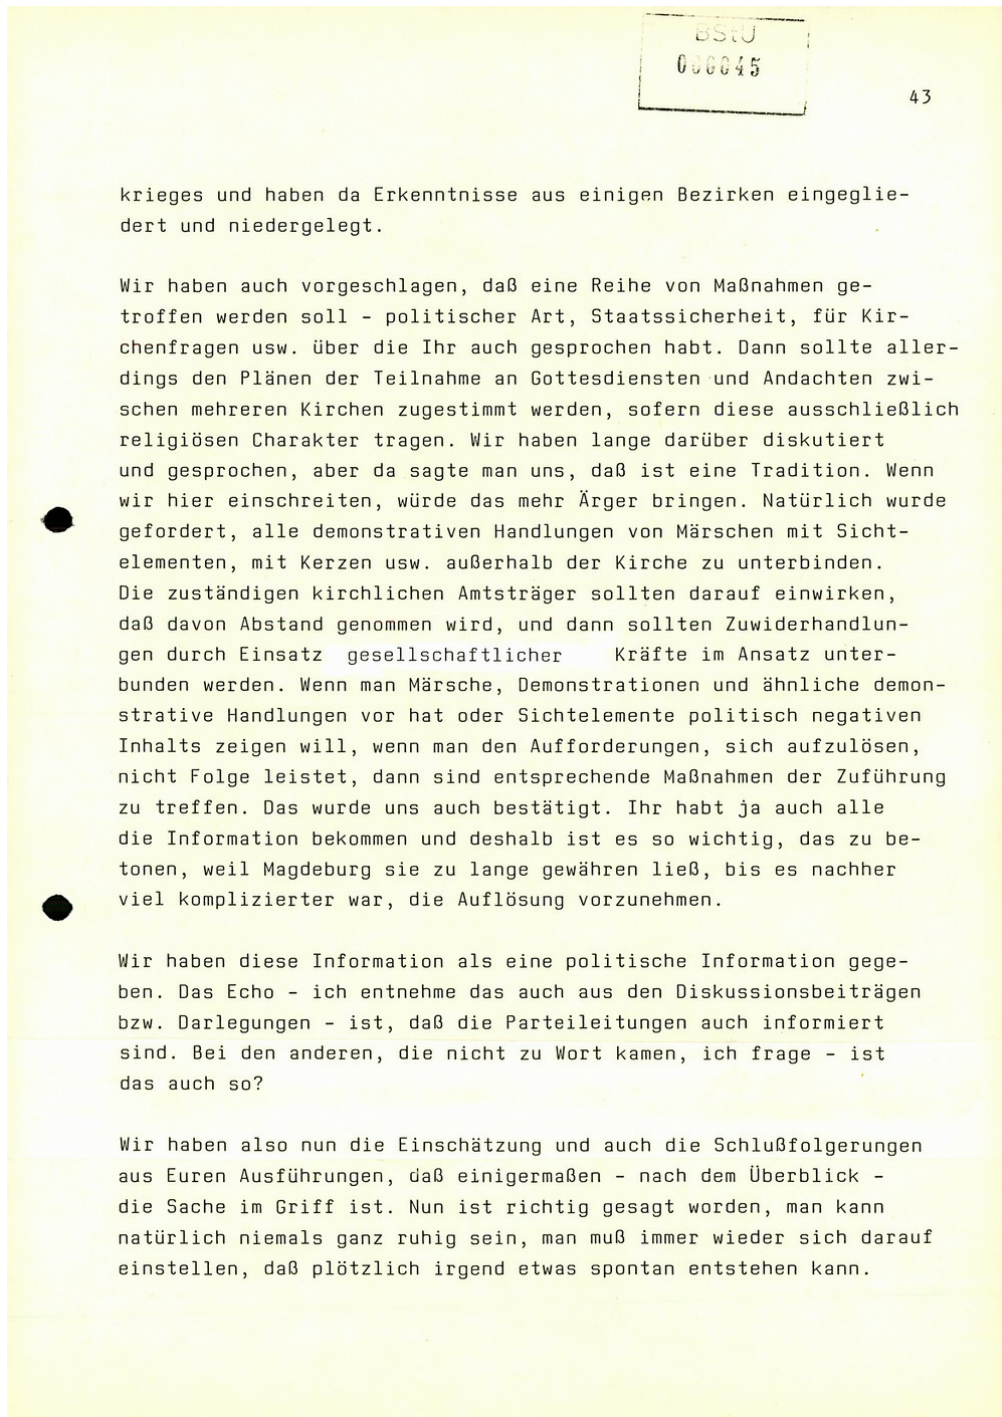 BStU
000045
43
krieges und haben da Erkenntnisse aus einigen Bezirken eingeglie-
dert und niedergelegt.
Wir haben auch vorgeschlagen, daß eine Reihe von Maßnahmen ge-
troffen werden soll - politischer Art, Staatssicherheit, für Kir-
chenfragen usw. über die Ihr auch gesprochen habt. Dann sollte aller-
dings den Plänen der Teilnahme an Gottesdiensten und Andachten zwi-
schen mehreren Kirchen zugestimmt werden, sofern diese ausschließlich
religiösen Charakter tragen. Wir haben lange darüber diskutiert
und gesprochen, aber da sagte man uns, daß ist eine Tradition. Wenn
wir hier einschreiten, würde das mehr Ärger bringen. Natürlich wurde
gefordert, alle demonstrativen Handlungen von Märschen mit Sicht-
elementen, mit Kerzen usw. außerhalb der Kirche zu unterbinden.
Die zuständigen kirchlichen Amtsträger sollten darauf einwirken,
daß davon Abstand genommen wird, und dann sollten Zuwiderhandlun-
gen durch Einsatz gesellschaftlicher Kräfte im Ansatz unter-
bunden werden. Wenn man Märsche, Demonstrationen und ähnliche demon-
strative Handlungen vor hat oder Sichtelemente politisch negativen
Inhalts zeigen will, wenn man den Aufforderungen, sich aufzulösen,
nicht Folge leistet, dann sind entsprechende Maßnahmen der Zuführung
zu treffen. Das wurde uns auch bestätigt. Ihr habt ja auch alle
die Information bekommen und deshalb ist es so wichtig, das zu be-
tonen, weil Magdeburg sie zu lange gewähren ließ, bis es nachher
viel komplizierter war, die Auflösung vorzunehmen.
Wir haben diese Information als eine politische Information gege-
ben. Das Echo - ich entnehme das auch aus den Diskussionsbeiträgen
bzw. Darlegungen - ist, daß die Parteileitungen auch informiert
sind. Bei den anderen, die nicht zu Wort kamen, ich frage - ist
das auch so?
Wir haben also nun die Einschätzung und auch die Schlußfolgerungen
aus Euren Ausführungen, daß einigermaßen - nach dem Überblick -
die Sache im Griff ist. Nun ist richtig gesagt worden, man kann
natürlich niemals ganz ruhig sein, man muß immer wieder sich darauf
einstellen, daß plötzlich irgend etwas spontan entstehen kann.